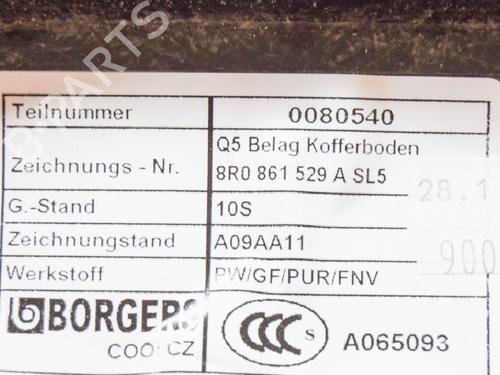 Teilnummer 0080540
Q5 Belag Kofferboden
Zeichnungs - Nr. 8R0 861 529 A SL5
28.1
G.-Stand 10S
Zeichnungstand A09AA11
900
Werkstoff PW/GF/PUR/FNV
BORGERS
CCC S A065093
COO: CZ